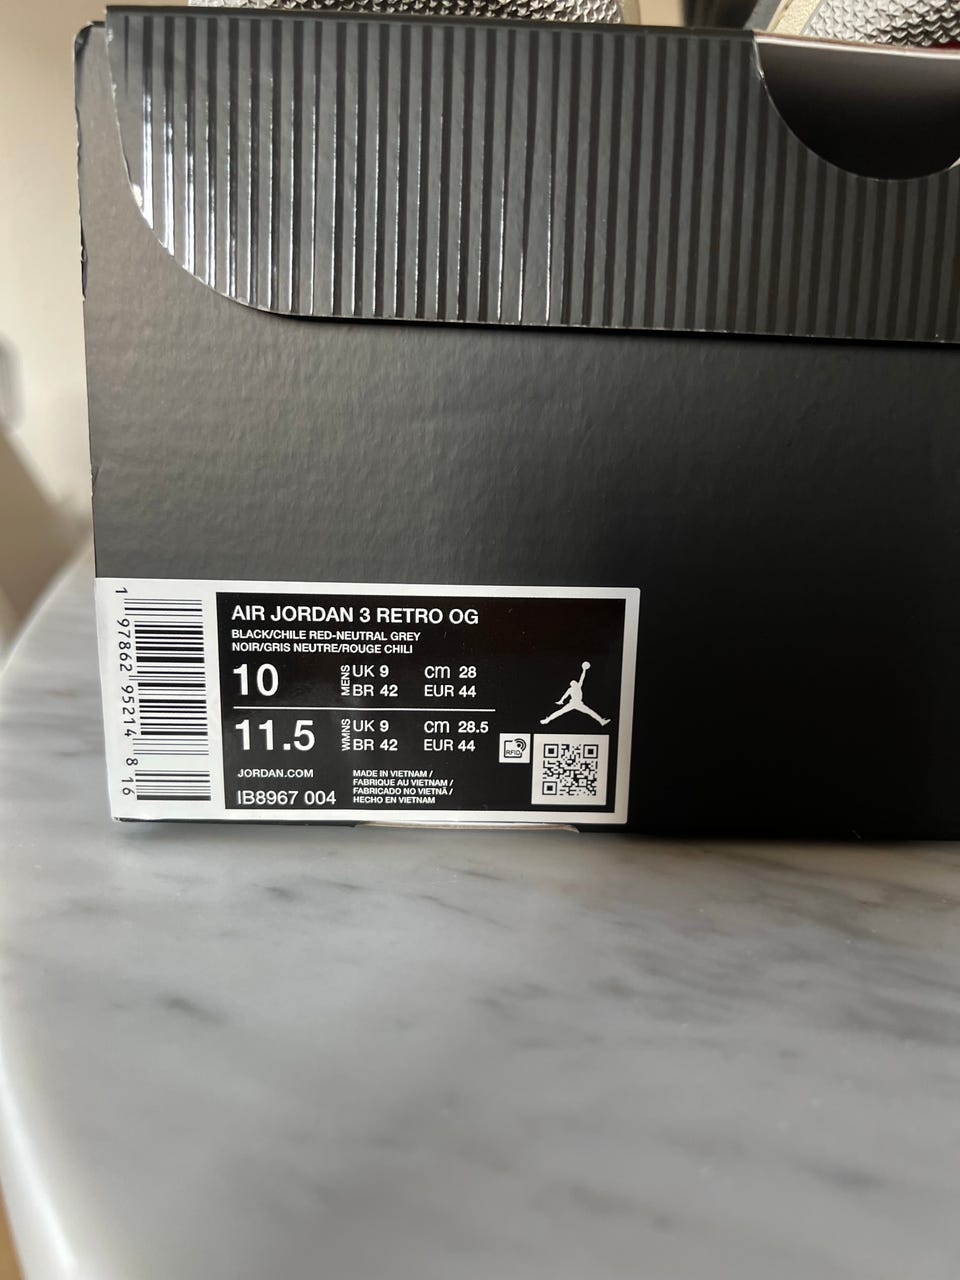 AIR JORDAN 3 RETRO OG
BLACK/CHILE RED-NEUTRAL GREY
NOIR/GRIS NEUTRE/ROUGE CHILI
10 MENS UK 9 cm 28
BR 42 EUR 44
11.5 WMNS UK 9 cm 28.5
BR 42 EUR 44
RFID
JORDAN.COM
IB8967 004
MADE IN VIETNAM /
FABRIQUE AU VIETNAM /
FABRICADO NO VIETNÃ /
HECHO EN VIETNAM
1 97862 95214 8 16